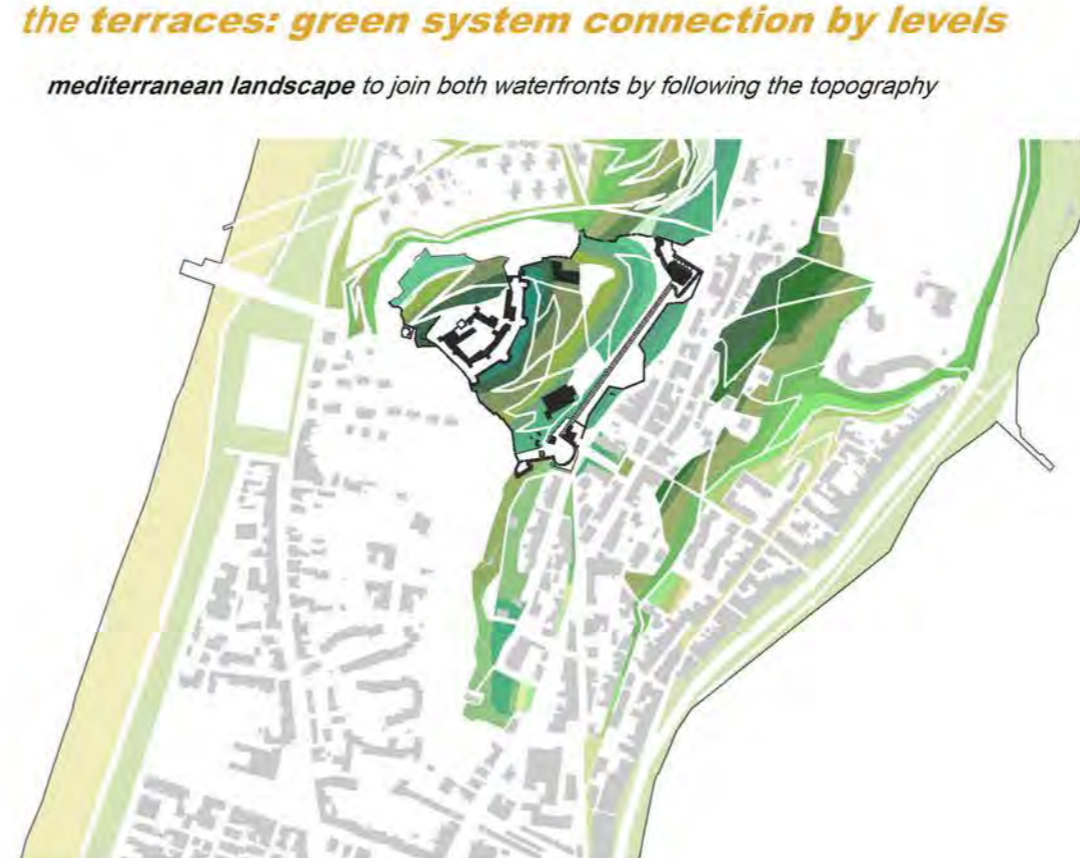 the terraces: green system connection by levels
mediterranean landscape to join both waterfronts by following the topography